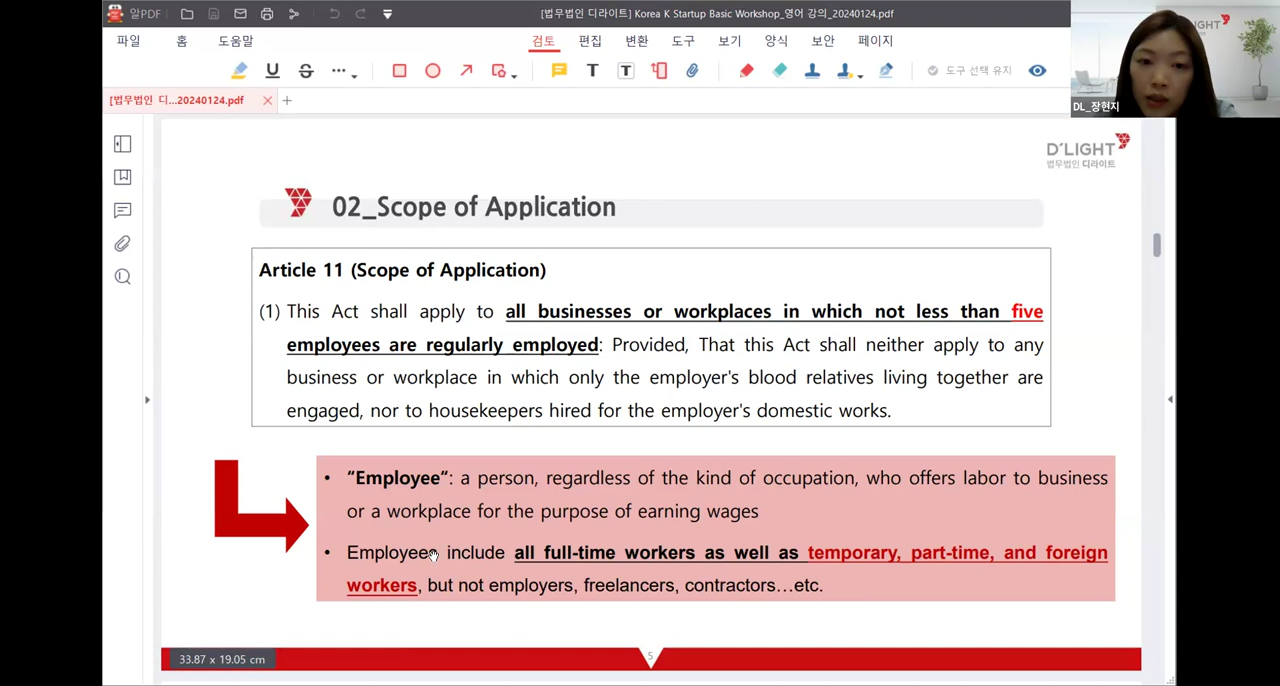 알PDF
[법무법인 디라이트] Korea K Startup Basic Workshop_영어 강의_20240124.pdf
파일 홈 도움말 검토 편집 변환 도구 보기 양식 보안 페이지
도구 선택 유지
[법무법인 디...20240124.pdf
DL_장현지
D'LIGHT
법무법인 디라이트
02_Scope of Application
Article 11 (Scope of Application)
(1) This Act shall apply to all businesses or workplaces in which not less than five
employees are regularly employed: Provided, That this Act shall neither apply to any
business or workplace in which only the employer's blood relatives living together are
engaged, nor to housekeepers hired for the employer's domestic works.
• “Employee“: a person, regardless of the kind of occupation, who offers labor to business
or a workplace for the purpose of earning wages
• Employees include all full-time workers as well as temporary, part-time, and foreign
workers, but not employers, freelancers, contractors…etc.
33.87 x 19.05 cm
5